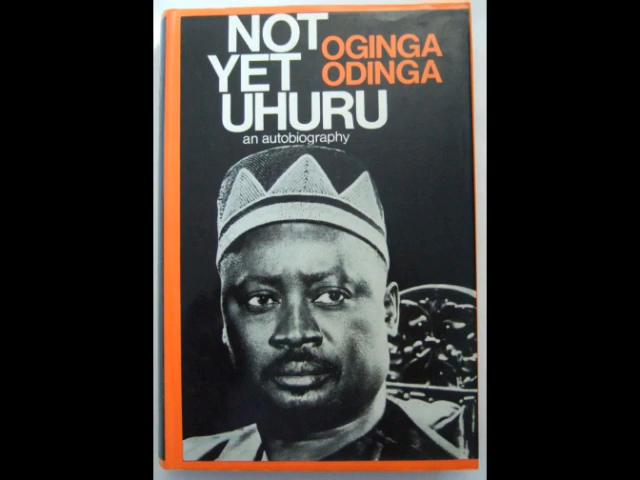 NOT
OGINGA
YET
ODINGA
UHURU
an autobiography